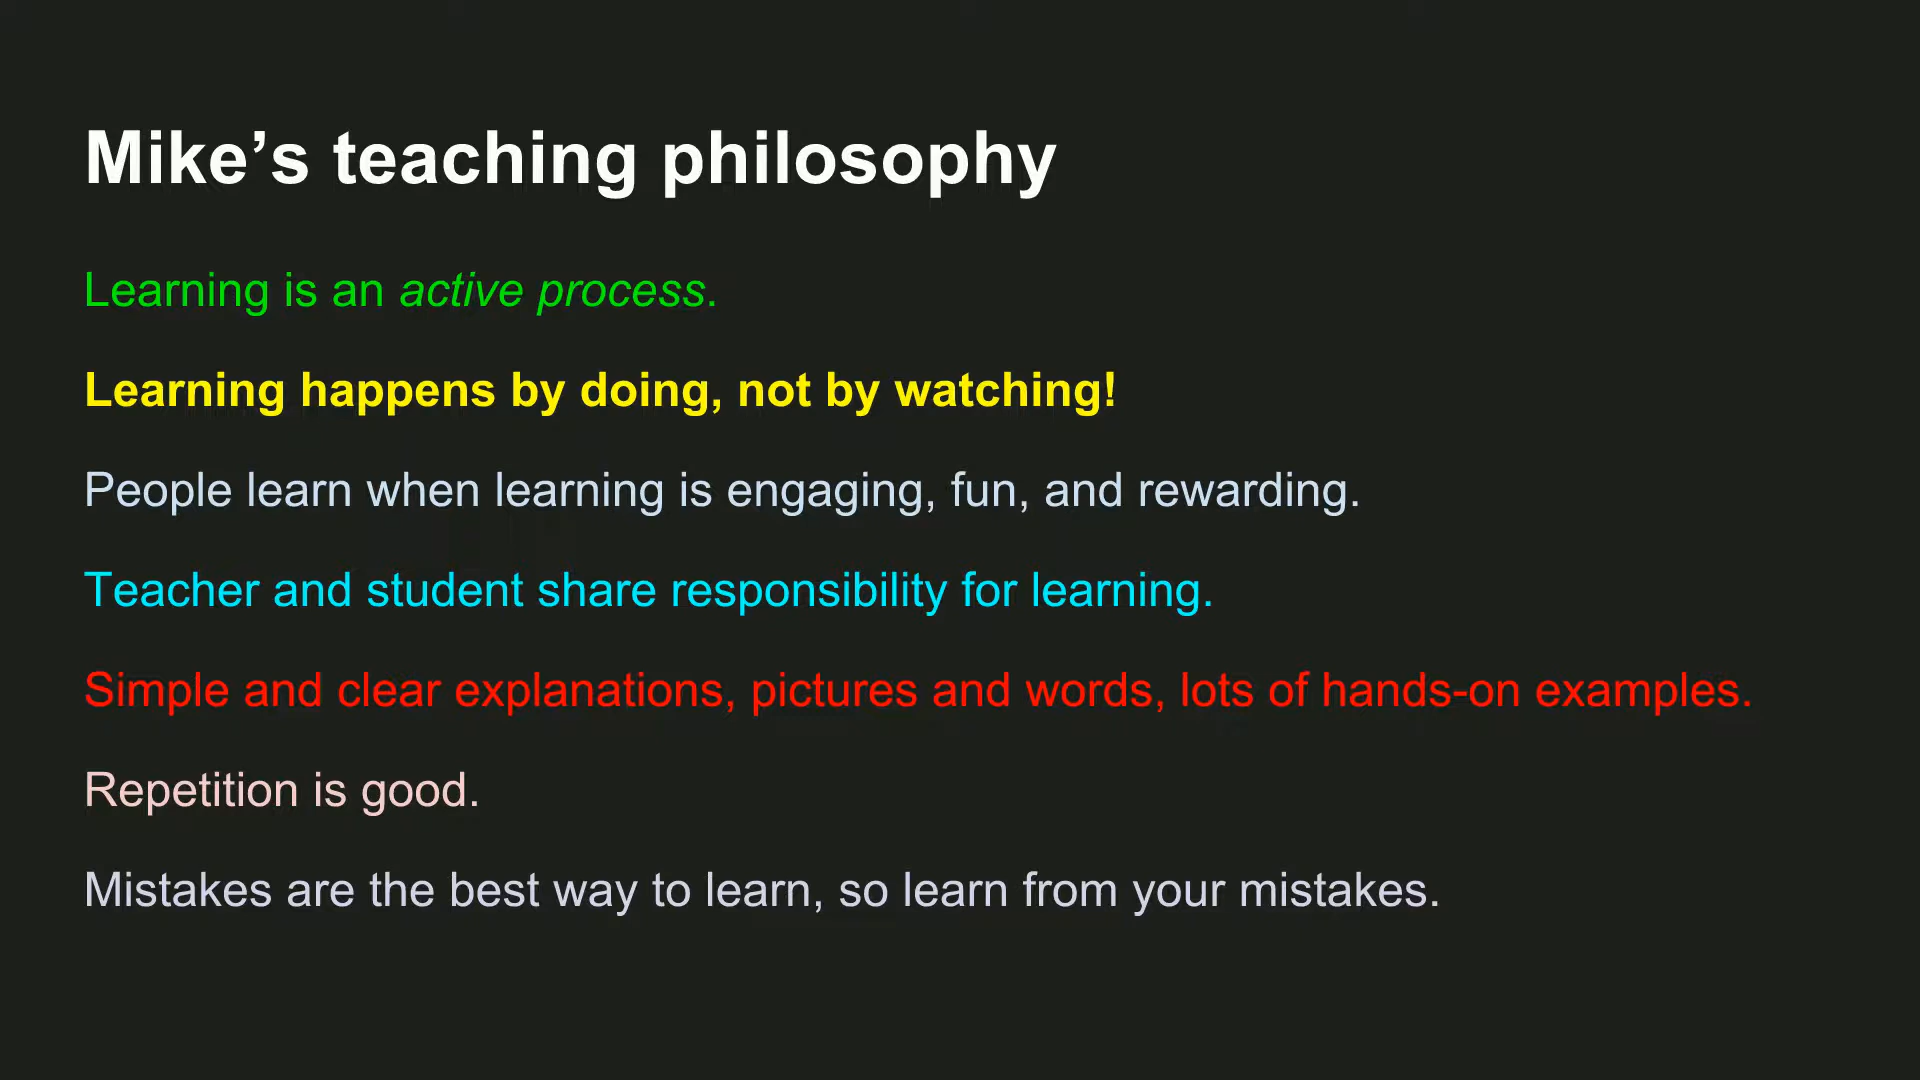 Mike’s teaching philosophy
Learning is an active process.
Learning happens by doing, not by watching!
People learn when learning is engaging, fun, and rewarding.
Teacher and student share responsibility for learning.
Simple and clear explanations, pictures and words, lots of hands-on examples.
Repetition is good.
Mistakes are the best way to learn, so learn from your mistakes.